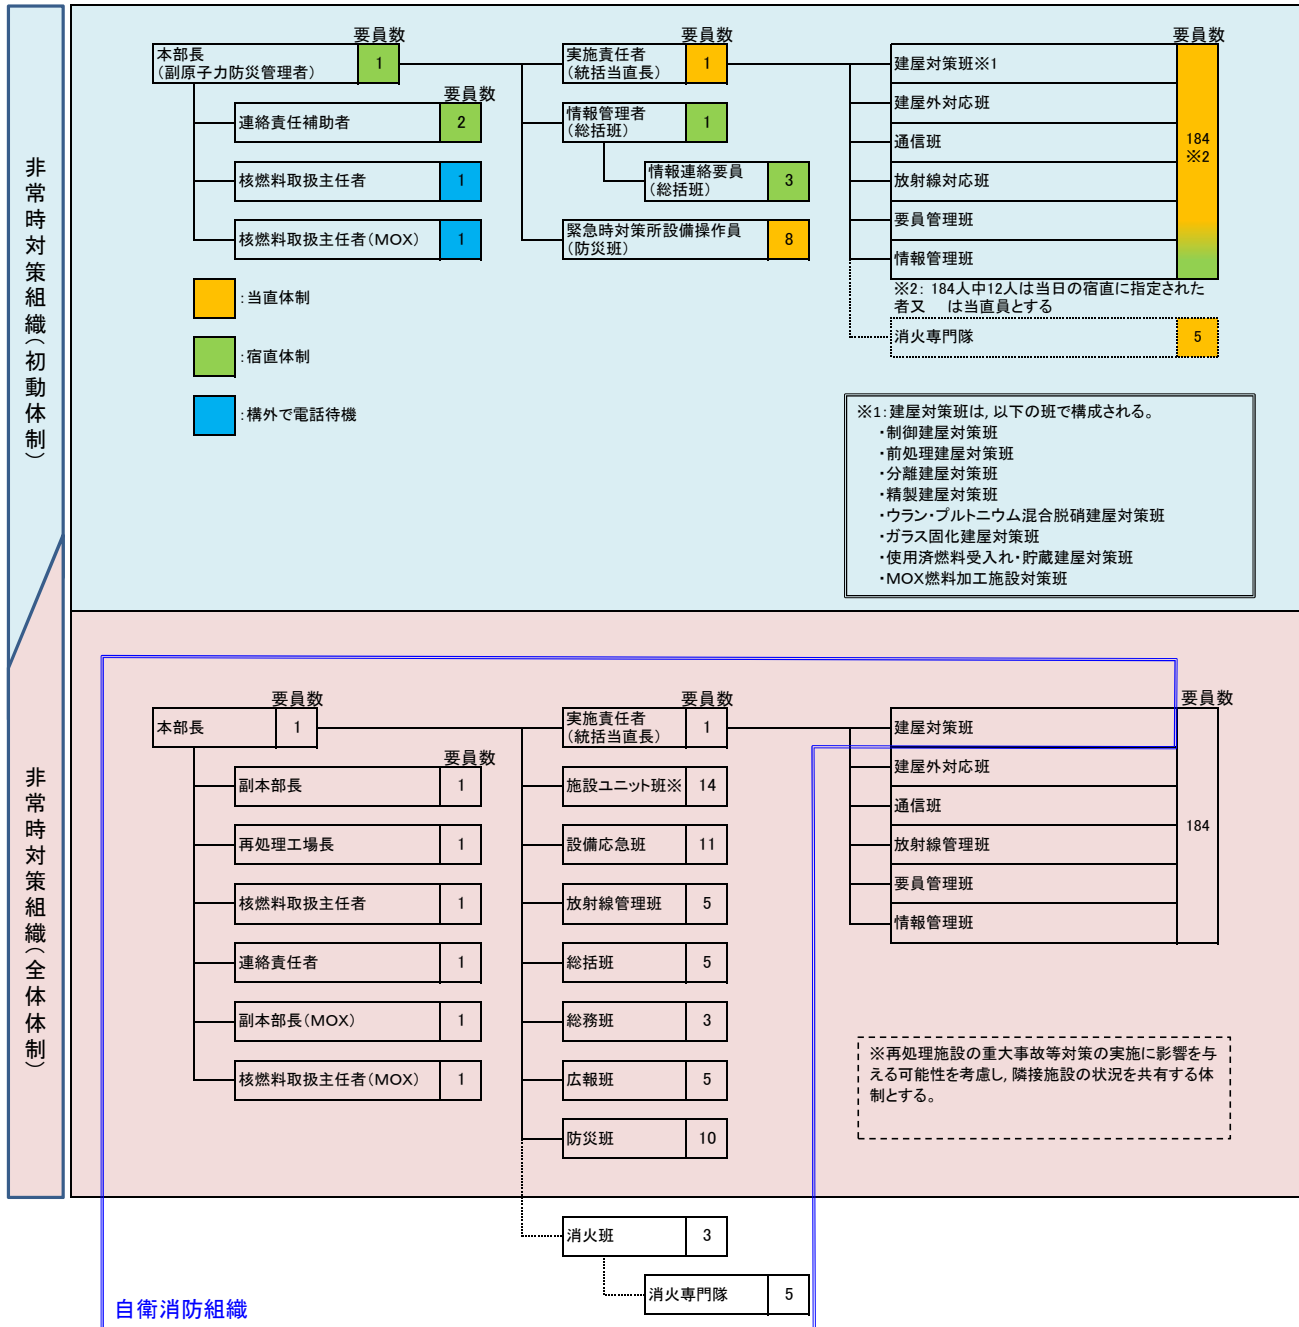 非常時対策組織（初動体制）
要員数
本部長
（副原子力防災管理者）
1
要員数
連絡責任補助者
2
核燃料取扱主任者
1
核燃料取扱主任者（MOX）
1
:当直体制
:宿直体制
:構外で電話待機
要員数
実施責任者
（統括当直長）
1
情報管理者
（総括班）
1
情報連絡要員
（総括班）
3
緊急時対策所設備操作員
（防災班）
8
要員数
建屋対策班※1
建屋外対応班
通信班
放射線対応班
要員管理班
情報管理班
184
※2
※2： 184人中12人は当日の宿直に指定された
者又　は当直員とする
消火専門隊
5
※1：建屋対策班は，以下の班で構成される。
・制御建屋対策班
・前処理建屋対策班
・分離建屋対策班
・精製建屋対策班
・ウラン・プルトニウム混合脱硝建屋対策班
・ガラス固化建屋対策班
・使用済燃料受入れ・貯蔵建屋対策班
・MOX燃料加工施設対策班
非常時対策組織（全体体制）
要員数
本部長
1
要員数
副本部長
1
再処理工場長
1
核燃料取扱主任者
1
連絡責任者
1
副本部長（MOX）
1
核燃料取扱主任者（MOX）
1
要員数
実施責任者
（統括当直長）
1
施設ユニット班※
14
設備応急班
11
放射線管理班
5
総括班
5
総務班
3
広報班
5
防災班
10
消火班
3
消火専門隊
5
要員数
建屋対策班
建屋外対応班
通信班
放射線管理班
要員管理班
情報管理班
184
※再処理施設の重大事故等対策の実施に影響を与
える可能性を考慮し，隣接施設の状況を共有する体
制とする。
自衛消防組織